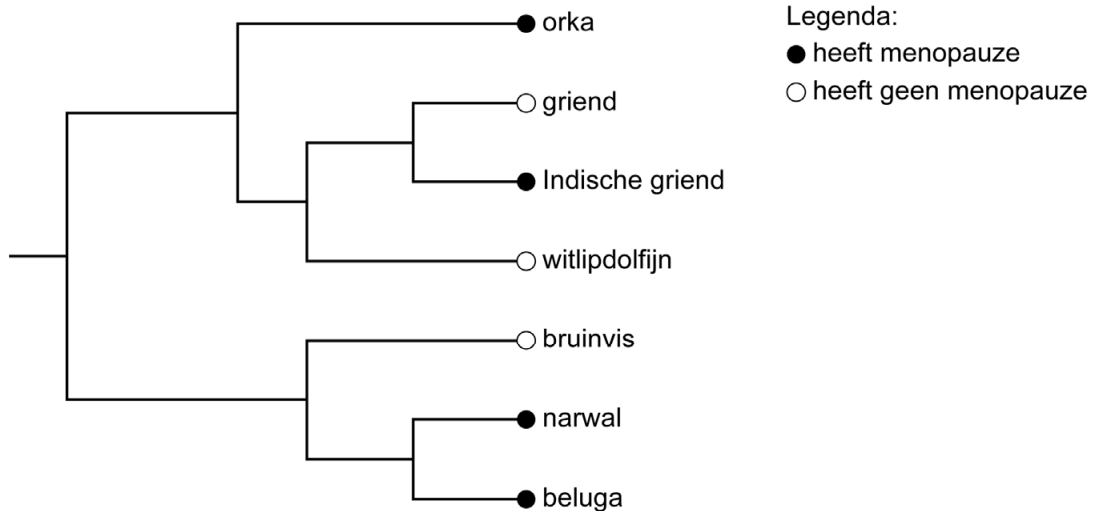 orka
griend
Indische griend
witlipdolfijn
bruinvis
narwal
beluga
Legenda:
heeft menopauze
heeft geen menopauze